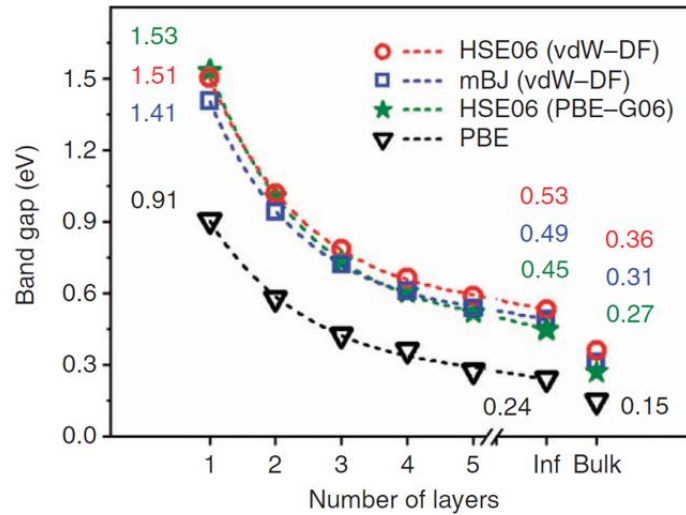 1.53
1.51
1.41
0.91
HSE06 (vdW–DF)
mBJ (vdW–DF)
HSE06 (PBE–G06)
PBE
0.53
0.49
0.45
0.36
0.31
0.27
0.24
0.15
Band gap (eV)
1.5
1.2
0.9
0.6
0.3
0.0
1 2 3 4 5 Inf Bulk
Number of layers